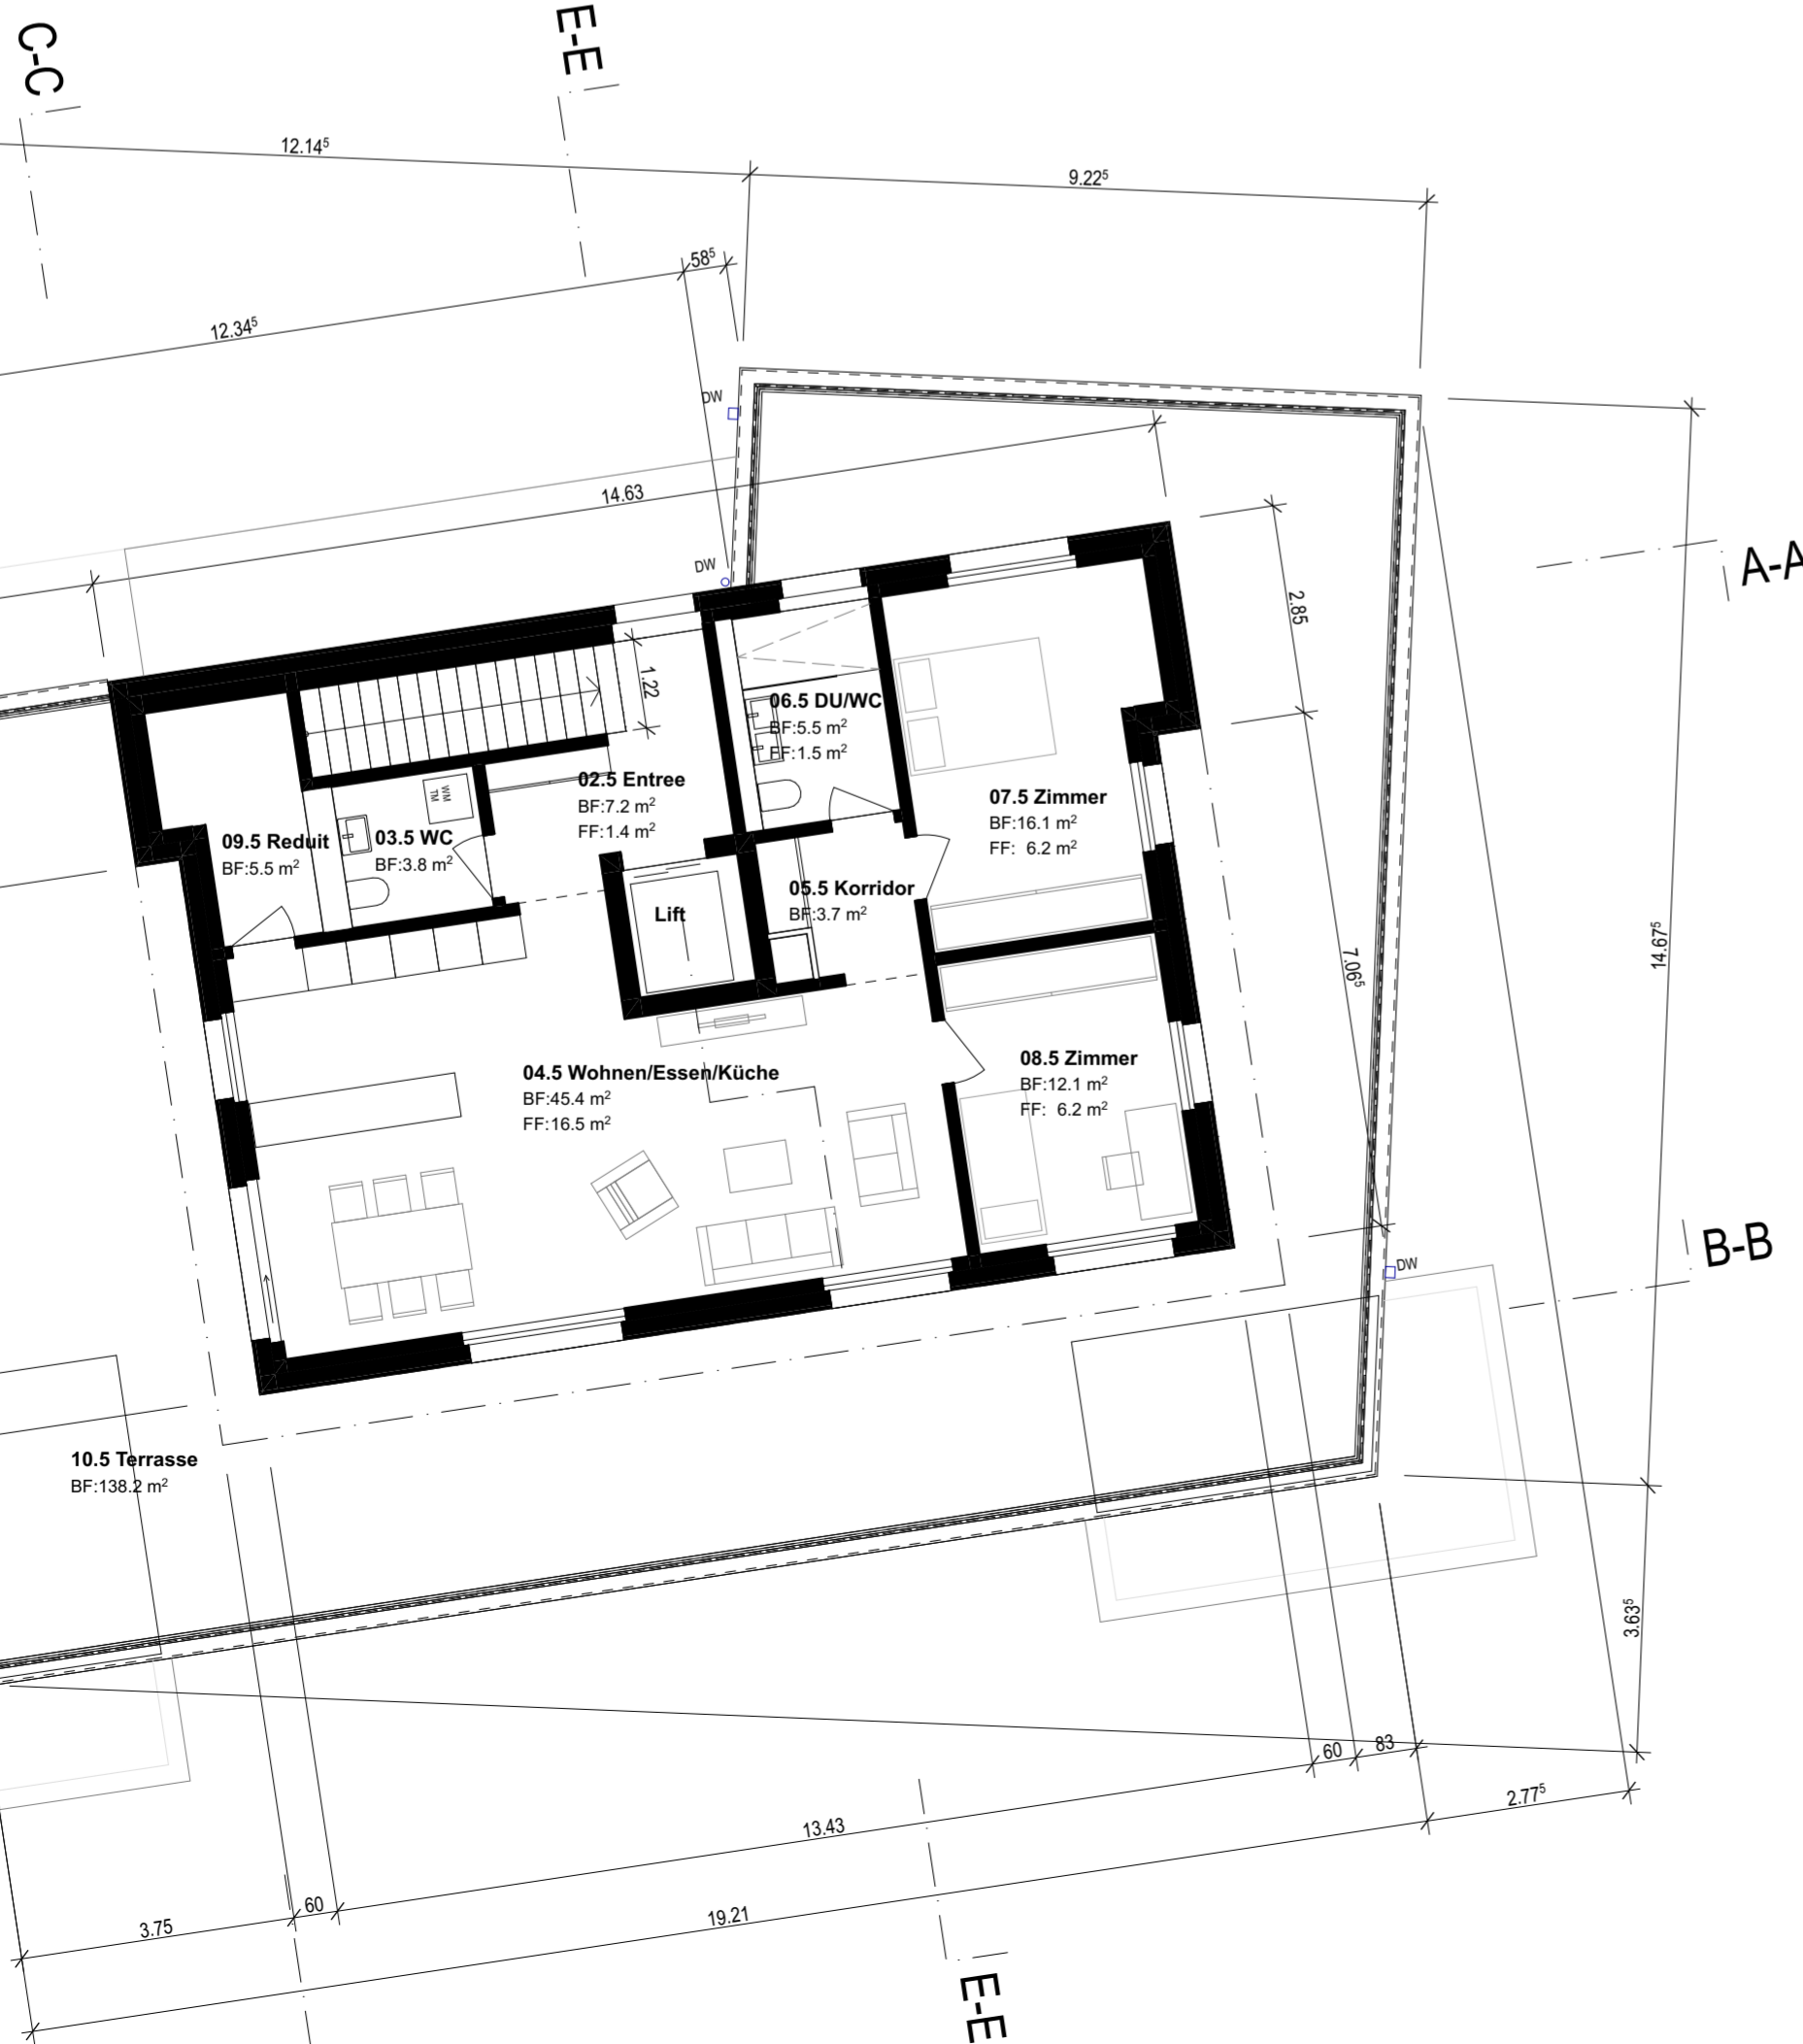 C-C
E-E
12.14⁵
9.22⁵
58⁵
12.34⁵
DW
14.63
A-A
DW
2.85
1.22
06.5 DU/WC
BF:5.5 m²
FF:1.5 m²
02.5 Entree
BF:7.2 m²
FF:1.4 m²
WM
TM
07.5 Zimmer
BF:16.1 m²
FF: 6.2 m²
09.5 Reduit
BF:5.5 m²
03.5 WC
BF:3.8 m²
05.5 Korridor
BF:3.7 m²
Lift
14.67⁵
7.06⁵
04.5 Wohnen/Essen/Küche
BF:45.4 m²
FF:16.5 m²
08.5 Zimmer
BF:12.1 m²
FF: 6.2 m²
B-B
DW
10.5 Terrasse
BF:138.2 m²
3.63⁵
60
83
2.77⁵
13.43
60
3.75
19.21
E-E